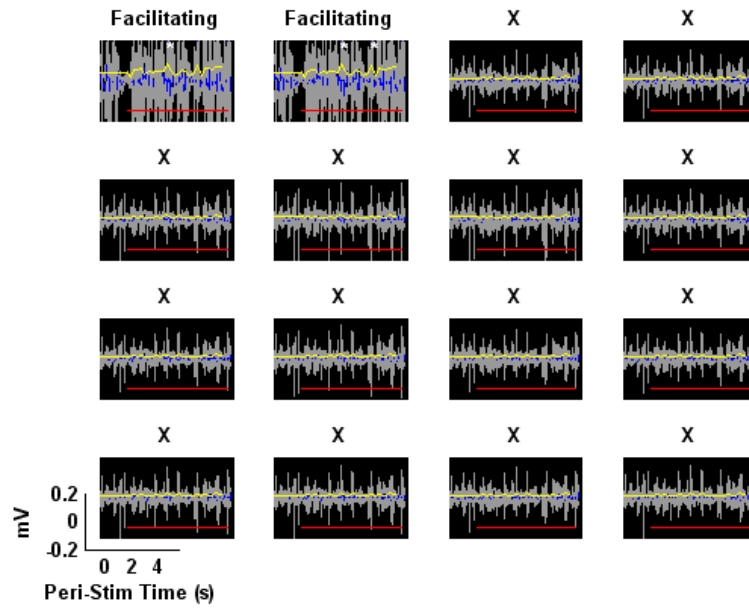 Facilitating Facilitating X X
* * *
X X X X
X X X X
X X X X
0.2
mV 0
-0.2
0 2 4
Peri-Stim Time (s)